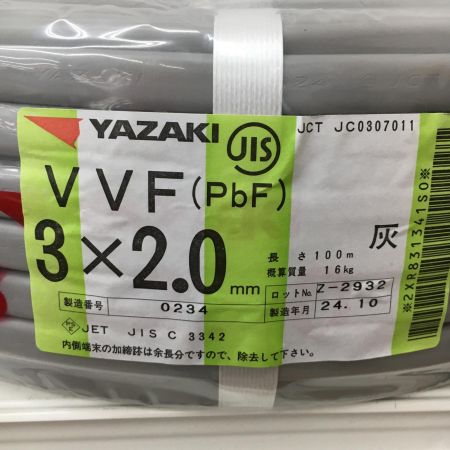 YAZAKI JIS JCT JC0307011
VVF(PbF)
3×2.0mm
灰
長さ100m
概算質量 16kg
ロットNo. Z-2932
製造番号 0234
製造年月 24.10
JET JIS C 3342
内側端末の加締跡は余長分ですので、除去して下さい。
※2XR831341S0※